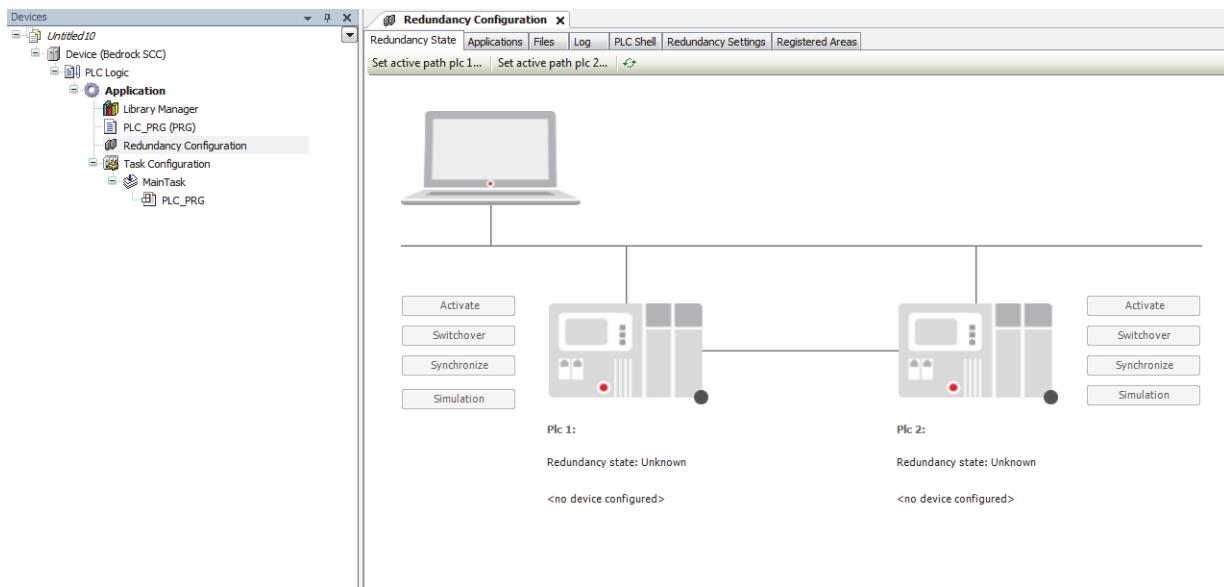 Devices
Untitled10
Device (Bedrock SCC)
PLC Logic
Application
Library Manager
PLC_PRG (PRG)
Redundancy Configuration
Task Configuration
MainTask
PLC_PRG
Redundancy Configuration X
Redundancy State Applications Files Log PLC Shell Redundancy Settings Registered Areas
Set active path plc 1... Set active path plc 2...
Activate Activate
Switchover Switchover
Synchronize Synchronize
Simulation Simulation
Plc 1: Plc 2:
Redundancy state: Unknown Redundancy state: Unknown
<no device configured> <no device configured>